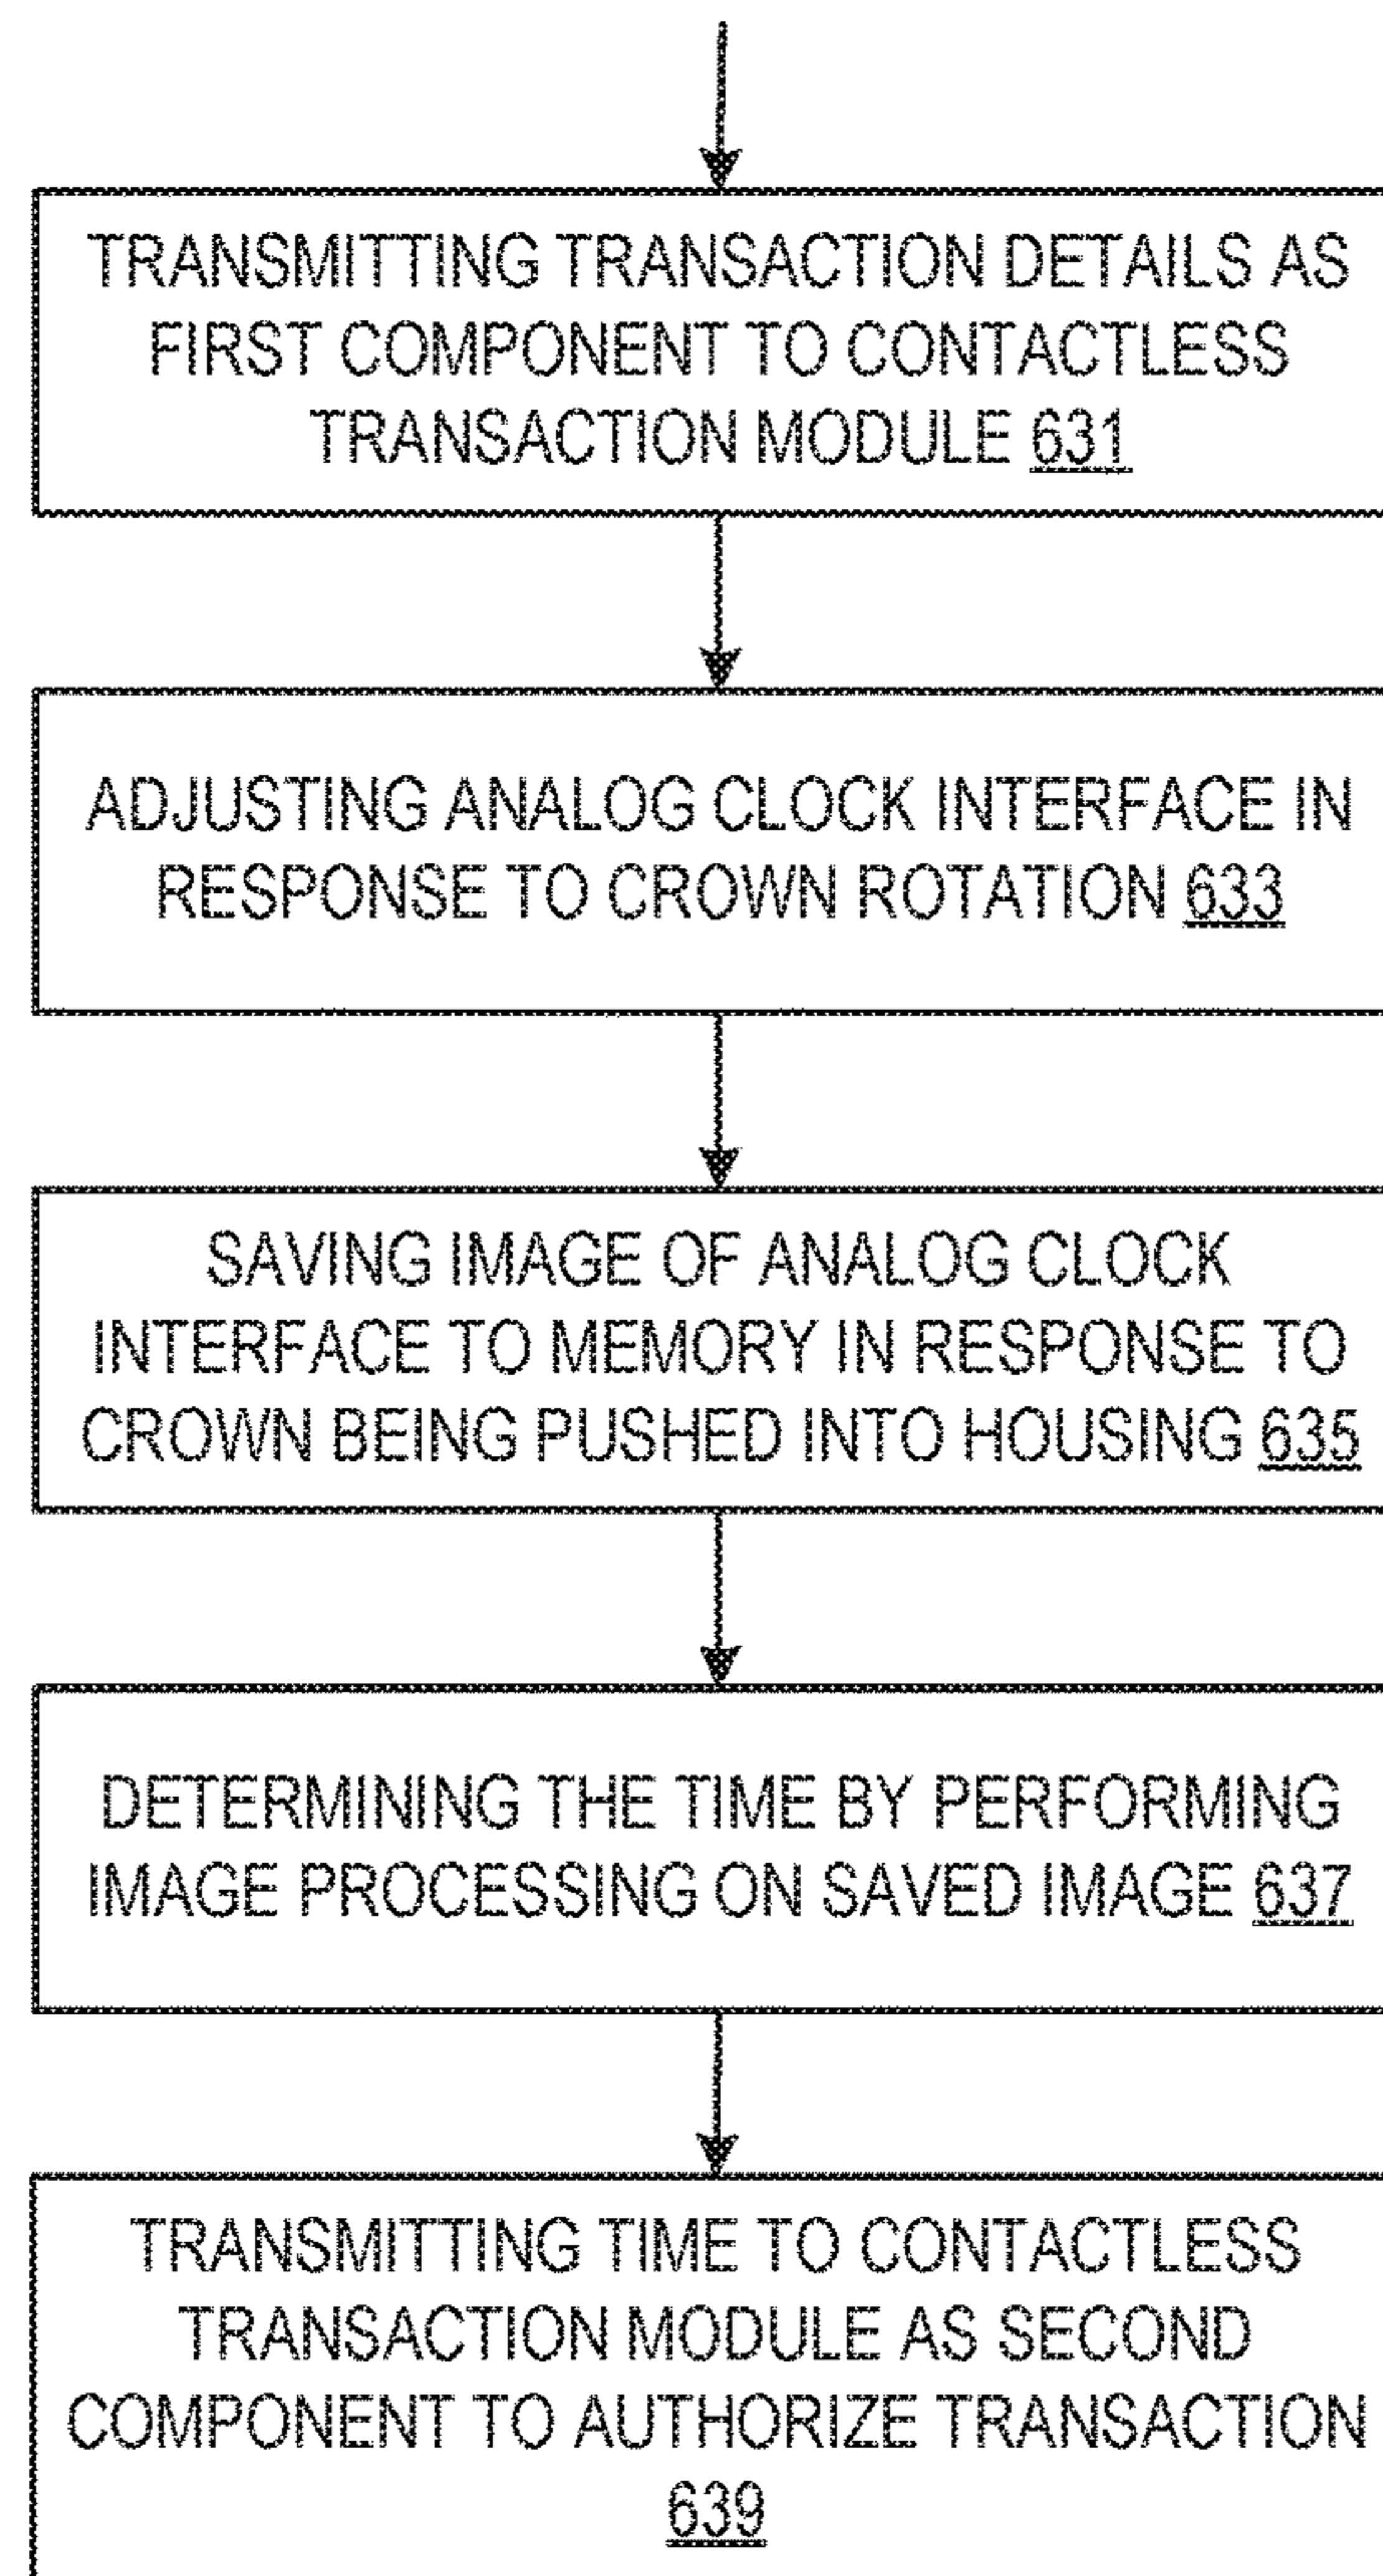 TRANSMITTING TRANSACTION DETAILS AS
FIRST COMPONENT TO CONTACTLESS
TRANSACTION MODULE 631
ADJUSTING ANALOG CLOCK INTERFACE IN
RESPONSE TO CROWN ROTATION 633
SAVING IMAGE OF ANALOG CLOCK
INTERFACE TO MEMORY IN RESPONSE TO
CROWN BEING PUSHED INTO HOUSING 635
DETERMINING THE TIME BY PERFORMING
IMAGE PROCESSING ON SAVED IMAGE 637
TRANSMITTING TIME TO CONTACTLESS
TRANSACTION MODULE AS SECOND
COMPONENT TO AUTHORIZE TRANSACTION
639